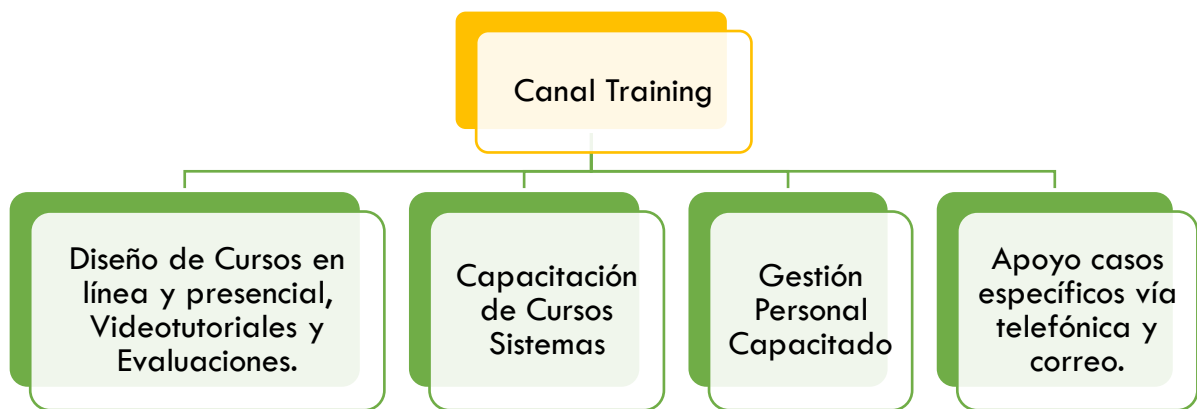 Canal Training
Diseño de Cursos en
línea y presencial,
Videotutoriales y
Evaluaciones.
Capacitación
de Cursos
Sistemas
Gestión
Personal
Capacitado
Apoyo casos
específicos vía
telefónica y
correo.